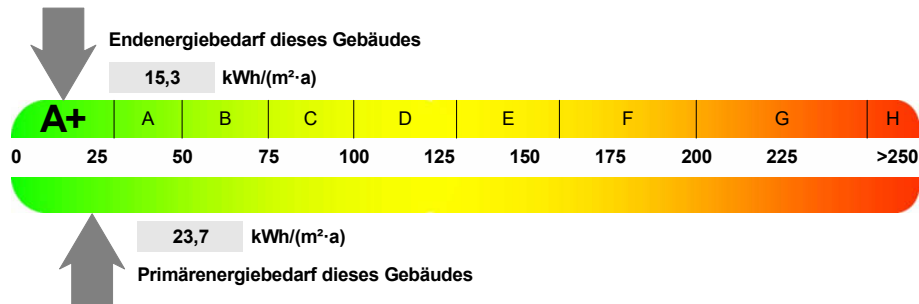 Endenergiebedarf dieses Gebäudes
15,3 kWh/(m²·a)
A+ A B C D E F G H
0 25 50 75 100 125 150 175 200 225 >250
23,7 kWh/(m²·a)
Primärenergiebedarf dieses Gebäudes